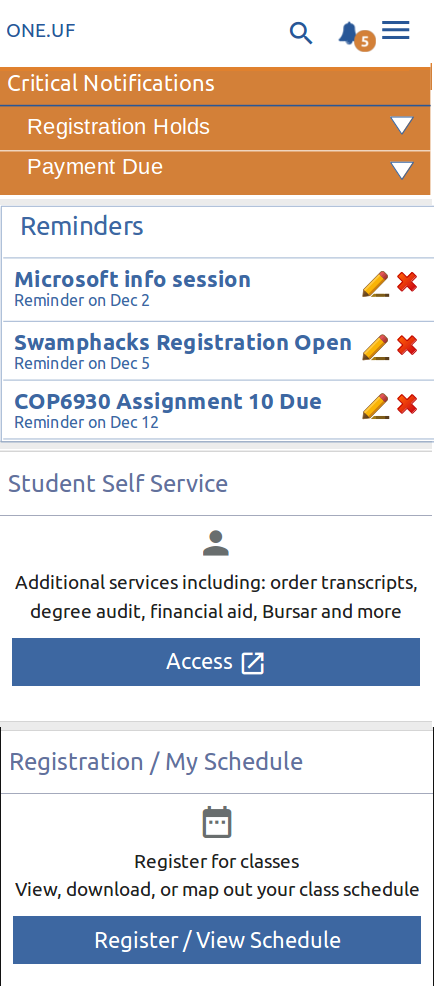 ONE.UF
5
Critical Notifications
Registration Holds
Payment Due
Reminders
Microsoft info session
Reminder on Dec 2
Swamphacks Registration Open
Reminder on Dec 5
COP6930 Assignment 10 Due
Reminder on Dec 12
Student Self Service
Additional services including: order transcripts,
degree audit, financial aid, Bursar and more
Access
Registration / My Schedule
Register for classes
View, download, or map out your class schedule
Register / View Schedule